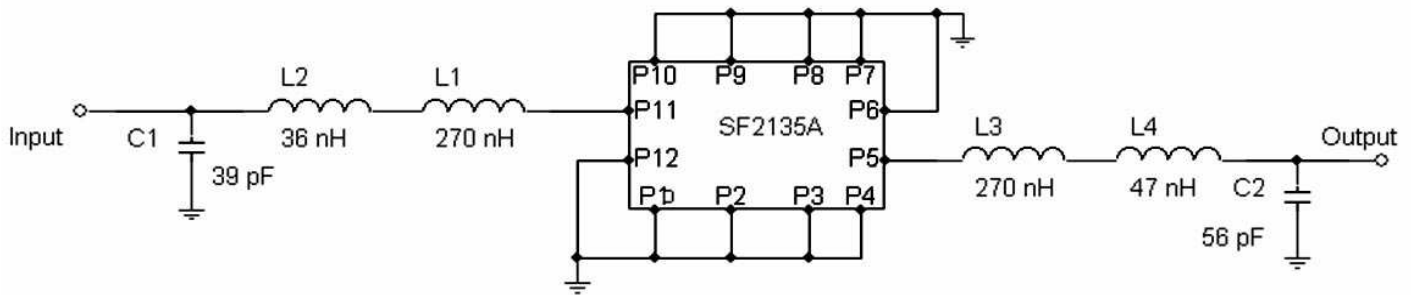 P10 P9 P8 P7
L2 L1
P11 P6
Input C1 36 nH 270 nH SF2135A L3 L4 Output
39 pF P12 P5
270 nH 47 nH C2
P1 P2 P3 P4
56 pF